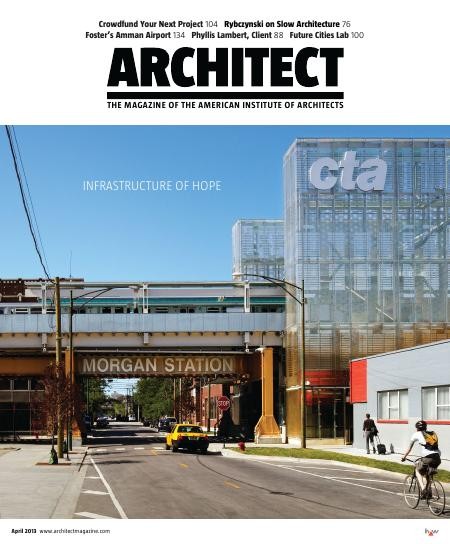 Crowdfund Your Next Project 104 Rybczynski on Slow Architecture 76
Foster's Amman Airport 134 Phyllis Lambert, Client 88 Future Cities Lab 100
ARCHITECT
THE MAGAZINE OF THE AMERICAN INSTITUTE OF ARCHITECTS
cta
INFRASTRUCTURE OF HOPE
MORGAN STATION
STOP
April 2013 www.architectmagazine.com